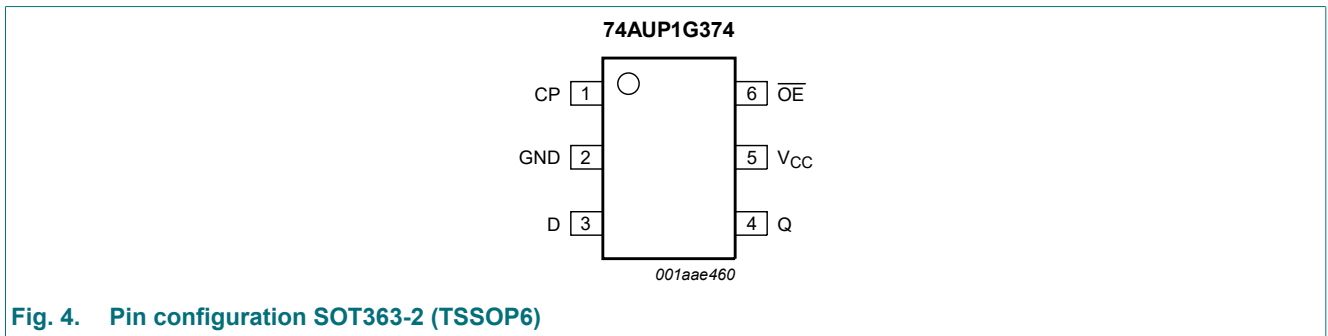 74AUP1G374
CP 1 6 OE
GND 2 5 VCC
D 3 4 Q
001aae460
Fig. 4. Pin configuration SOT363-2 (TSSOP6)